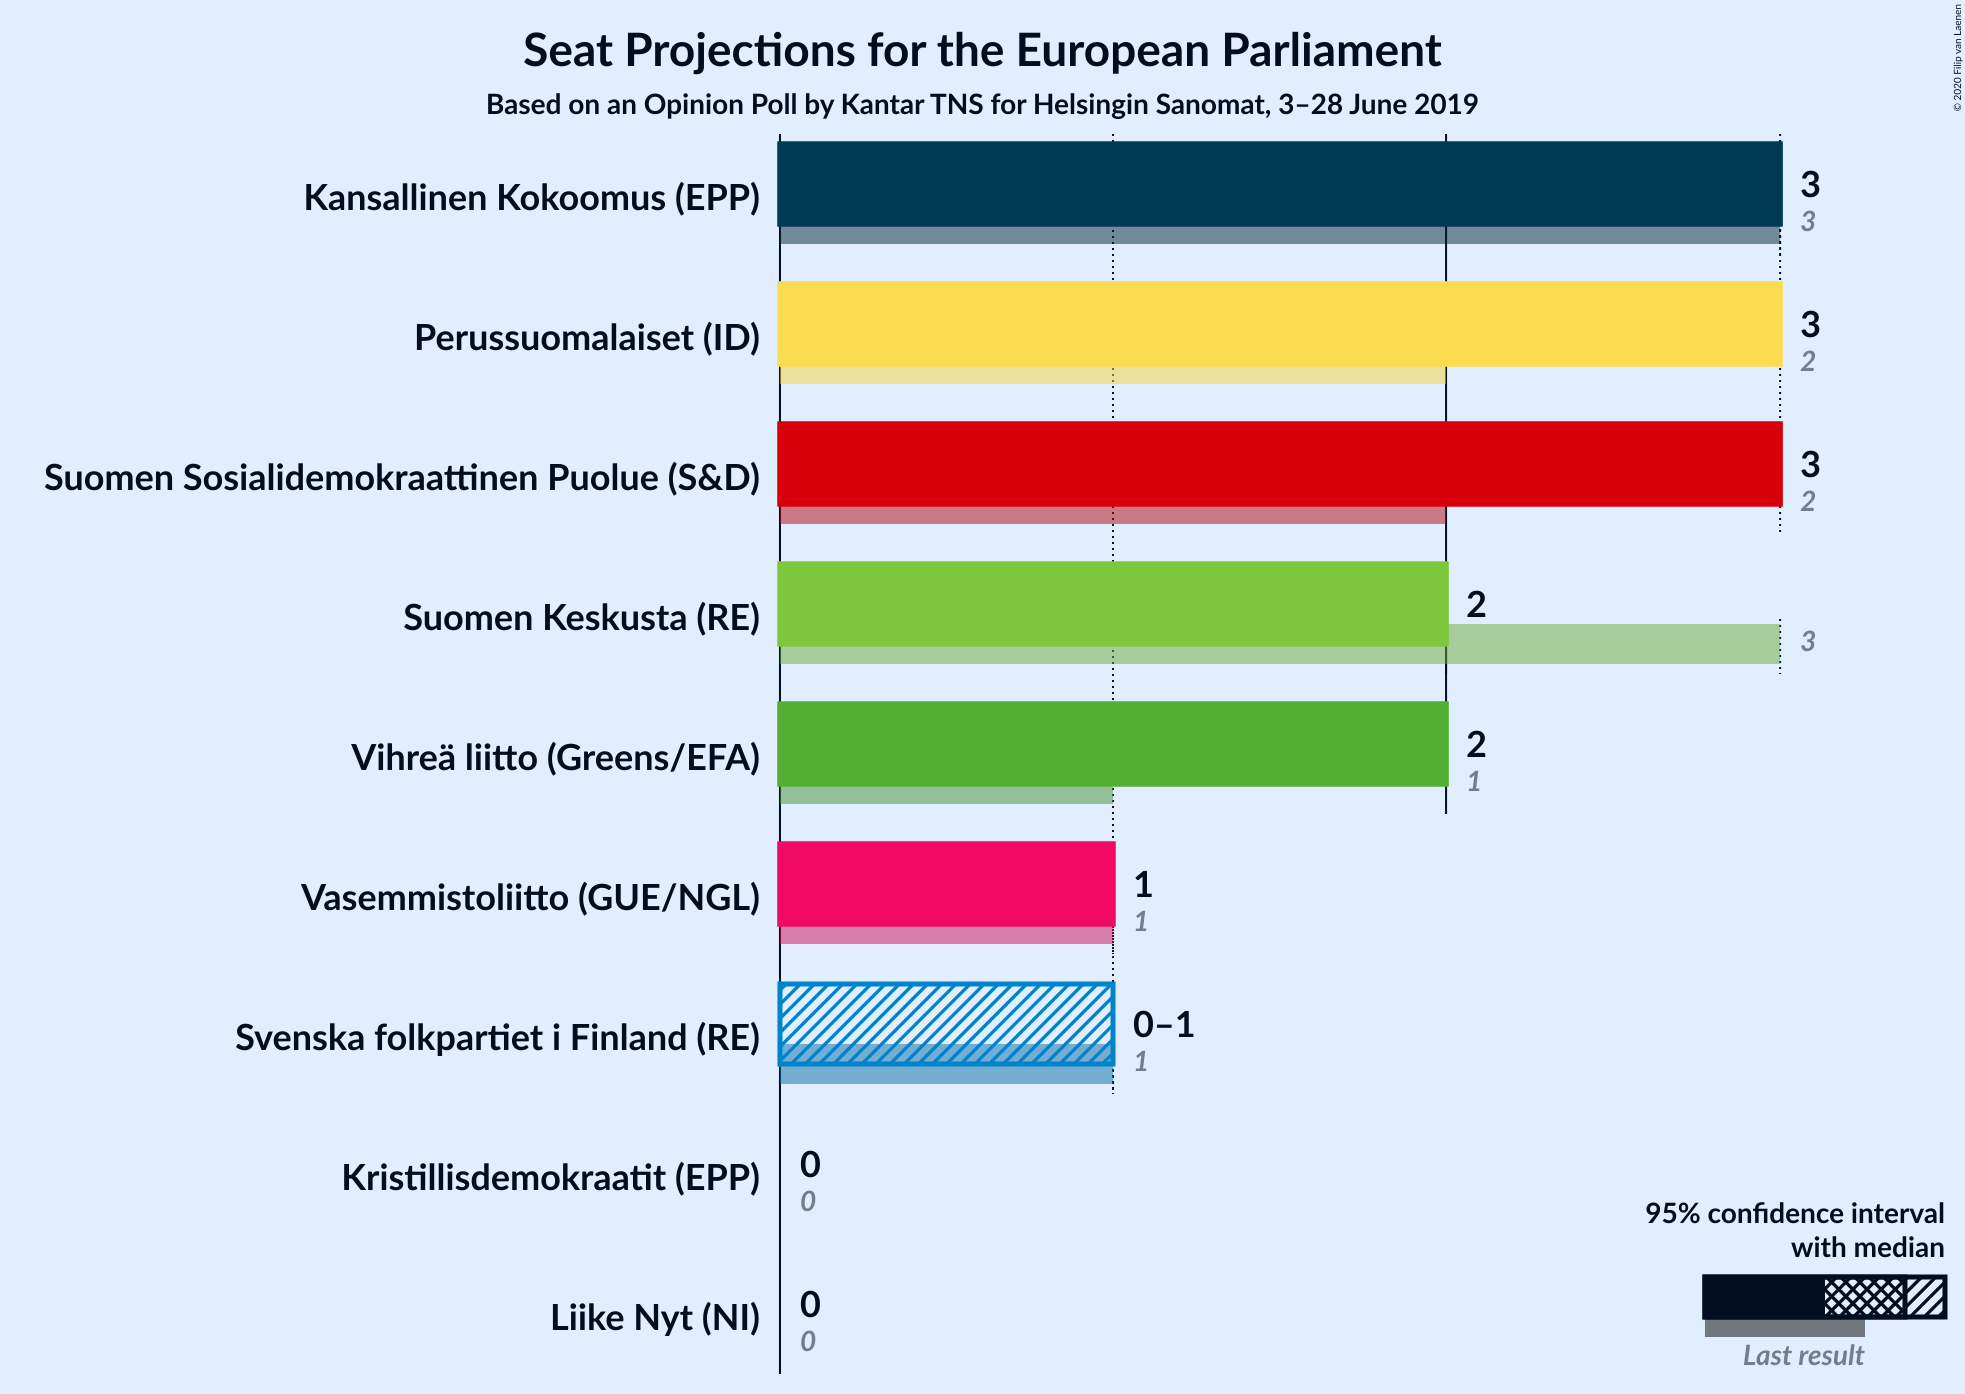 Seat Projections for the European Parliament
Based on an Opinion Poll by Kantar TNS for Helsingin Sanomat, 3–28 June 2019
© 2020 Filip van Laenen
Kansallinen Kokoomus (EPP)
3
3
Perussuomalaiset (ID)
3
2
Suomen Sosialidemokraattinen Puolue (S&D)
3
2
Suomen Keskusta (RE)
2
3
Vihreä liitto (Greens/EFA)
2
1
Vasemmistoliitto (GUE/NGL)
1
1
Svenska folkpartiet i Finland (RE)
0–1
1
Kristillisdemokraatit (EPP)
0
0
Liike Nyt (NI)
0
0
95% confidence interval
with median
Last result